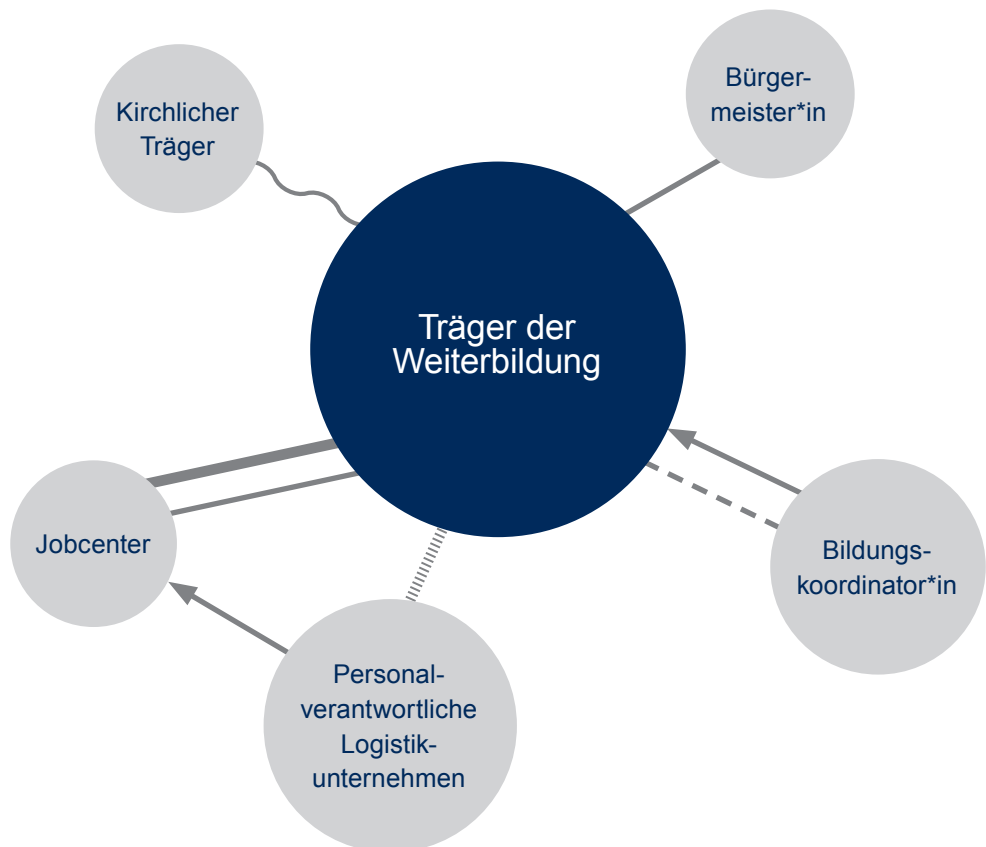 Kirchlicher
Träger
Bürger-
meister*in
Träger der
Weiterbildung
Jobcenter
Bildungs-
koordinator*in
Personal-
verantwortliche
Logistik-
unternehmen